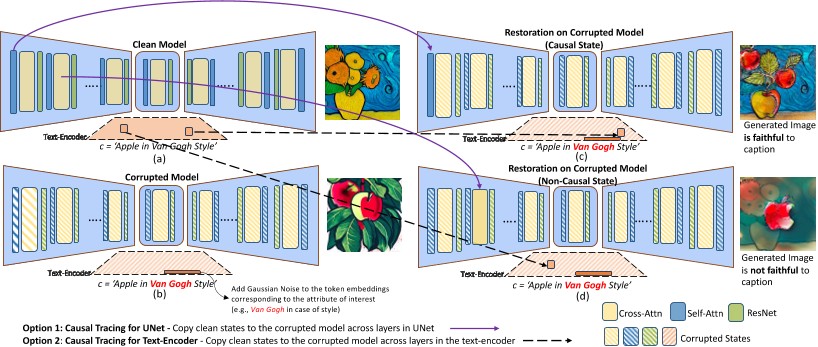 Clean Model
Text-Encoder
c = 'Apple in Van Gogh Style'
(a)
Restoration on Corrupted Model
(Causal State)
Text-Encoder
c = 'Apple in Van Gogh Style'
(c)
Generated Image
is faithful to
caption
Corrupted Model
Text-Encoder
c = 'Apple in Van Gogh Style'
(b)
Add Gaussian Noise to the token embeddings
corresponding to the attribute of interest
(e.g., Van Gogh in case of style)
Restoration on Corrupted Model
(Non-Causal State)
Text-Encoder
c = 'Apple in Van Gogh Style'
(d)
Generated Image
is not faithful to
caption
Cross-Attn
Self-Attn
ResNet
Corrupted States
Option 1: Causal Tracing for UNet - Copy clean states to the corrupted model across layers in UNet
Option 2: Causal Tracing for Text-Encoder - Copy clean states to the corrupted model across layers in the text-encoder